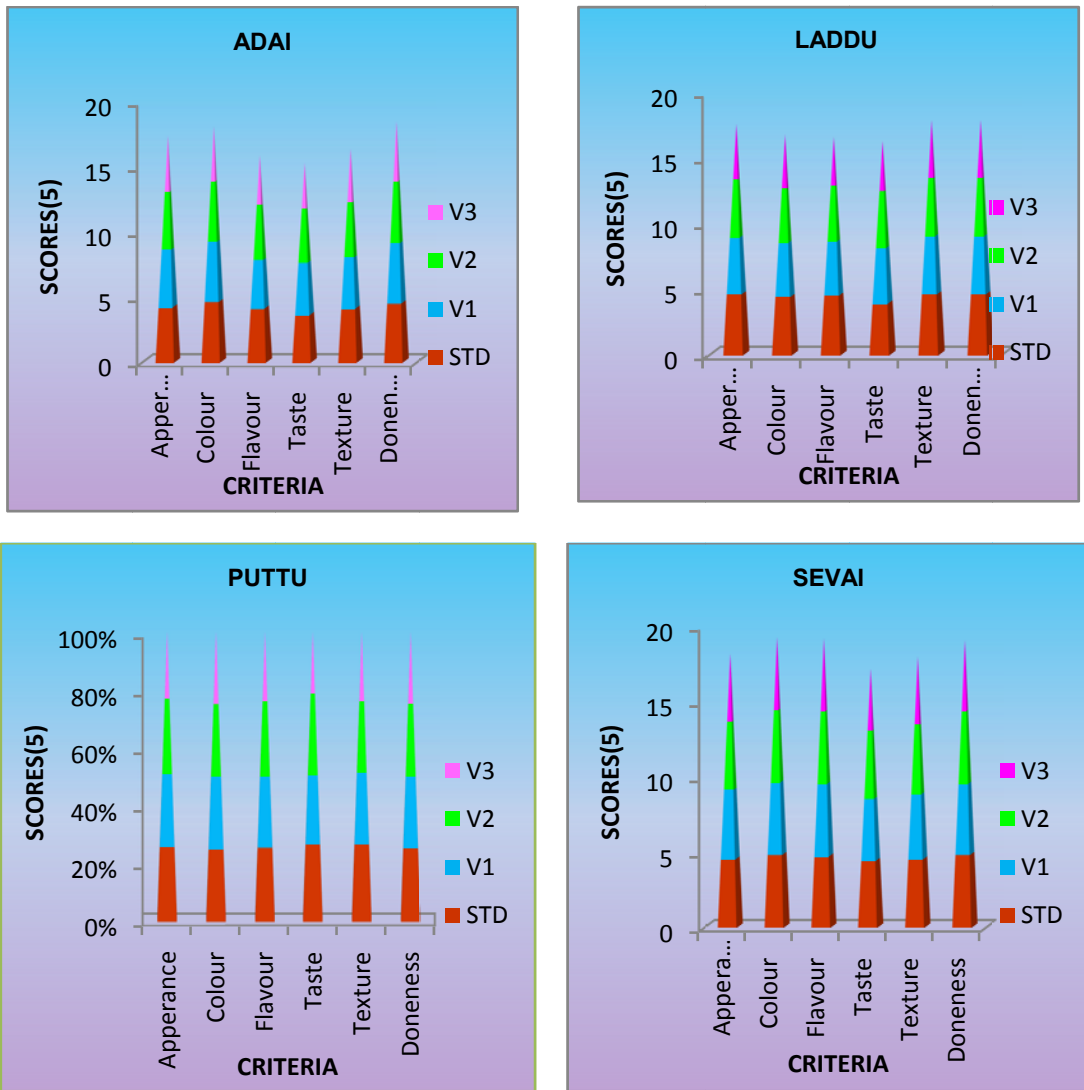 ADAI
20
15
10
5
0
SCORES(5)
Apper...
Colour
Flavour
Taste
Texture
Donen...
CRITERIA
V3
V2
V1
STD
LADDU
20
15
10
5
0
SCORES(5)
Apper...
Colour
Flavour
Taste
Texture
Donen...
CRITERIA
V3
V2
V1
STD
PUTTU
100%
80%
60%
40%
20%
0%
SCORES(5)
Apperance
Colour
Flavour
Taste
Texture
Doneness
CRITERIA
V3
V2
V1
STD
SEVAI
20
15
10
5
0
SCORES(5)
Appera...
Colour
Flavour
Taste
Texture
Doneness
CRITERIA
V3
V2
V1
STD